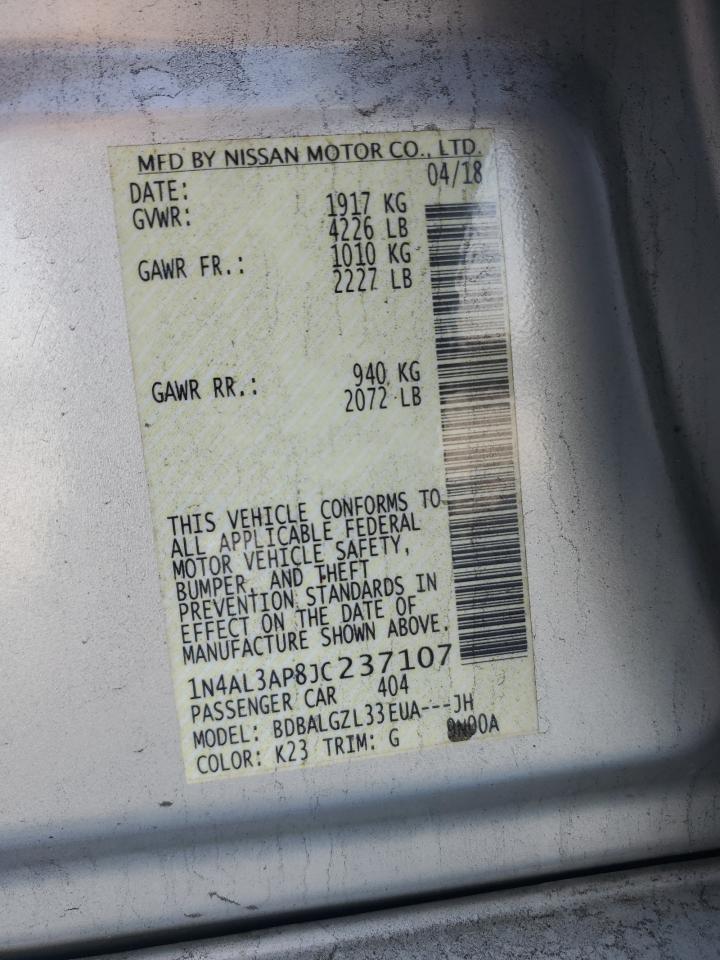 MFD BY NISSAN MOTOR CO., LTD.
DATE: 04/18
GVWR: 1917 KG
4226 LB
GAWR FR.: 1010 KG
2227 LB
GAWR RR.: 940 KG
2072 LB
THIS VEHICLE CONFORMS TO
ALL APPLICABLE FEDERAL
MOTOR VEHICLE SAFETY,
BUMPER, AND THEFT
PREVENTION STANDARDS IN
EFFECT ON THE DATE OF
MANUFACTURE SHOWN ABOVE.
1N4AL3AP8JC237107
PASSENGER CAR 404
MODEL: BDBALGZL33EUA---JH
COLOR: K23 TRIM: G